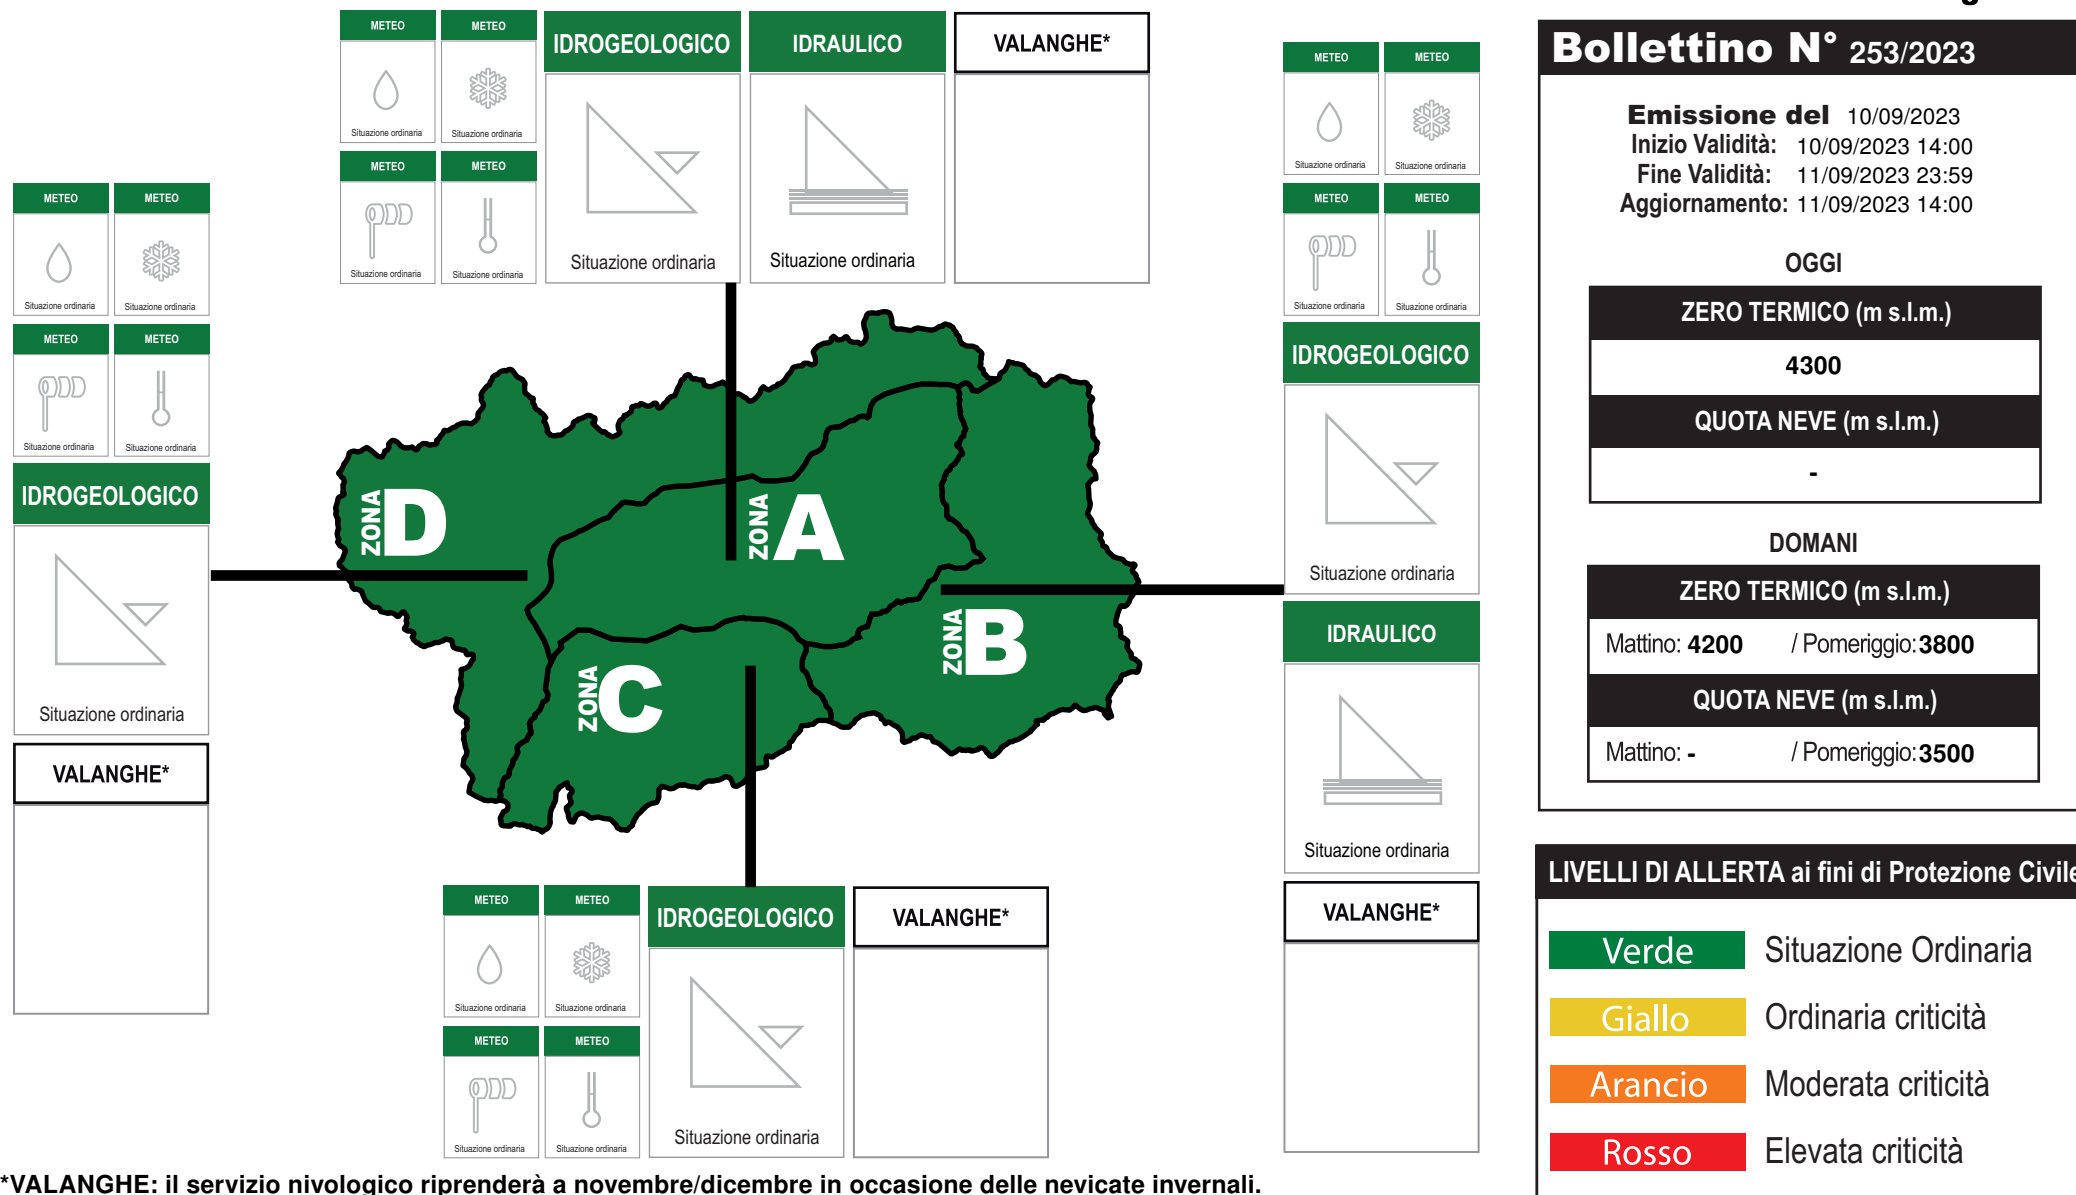 METEO METEO
Situazione ordinaria Situazione ordinaria
METEO METEO
Situazione ordinaria Situazione ordinaria
IDROGEOLOGICO
Situazione ordinaria
IDRAULICO
Situazione ordinaria
VALANGHE*
METEO METEO
Situazione ordinaria Situazione ordinaria
METEO METEO
Situazione ordinaria Situazione ordinaria
IDROGEOLOGICO
Situazione ordinaria
VALANGHE*
ZONA D
ZONA A
ZONA B
ZONA C
METEO METEO
Situazione ordinaria Situazione ordinaria
METEO METEO
Situazione ordinaria Situazione ordinaria
IDROGEOLOGICO
Situazione ordinaria
IDRAULICO
Situazione ordinaria
VALANGHE*
METEO METEO
Situazione ordinaria Situazione ordinaria
METEO METEO
Situazione ordinaria Situazione ordinaria
IDROGEOLOGICO
Situazione ordinaria
VALANGHE*
*VALANGHE: il servizio nivologico riprenderà a novembre/dicembre in occasione delle nevicate invernali.
Bollettino N° 253/2023
Emissione del 10/09/2023
Inizio Validità: 10/09/2023 14:00
Fine Validità: 11/09/2023 23:59
Aggiornamento: 11/09/2023 14:00
OGGI
ZERO TERMICO (m s.l.m.)
4300
QUOTA NEVE (m s.l.m.)
-
DOMANI
ZERO TERMICO (m s.l.m.)
Mattino: 4200 / Pomeriggio: 3800
QUOTA NEVE (m s.l.m.)
Mattino: - / Pomeriggio: 3500
LIVELLI DI ALLERTA ai fini di Protezione Civile
Verde Situazione Ordinaria
Giallo Ordinaria criticità
Arancio Moderata criticità
Rosso Elevata criticità